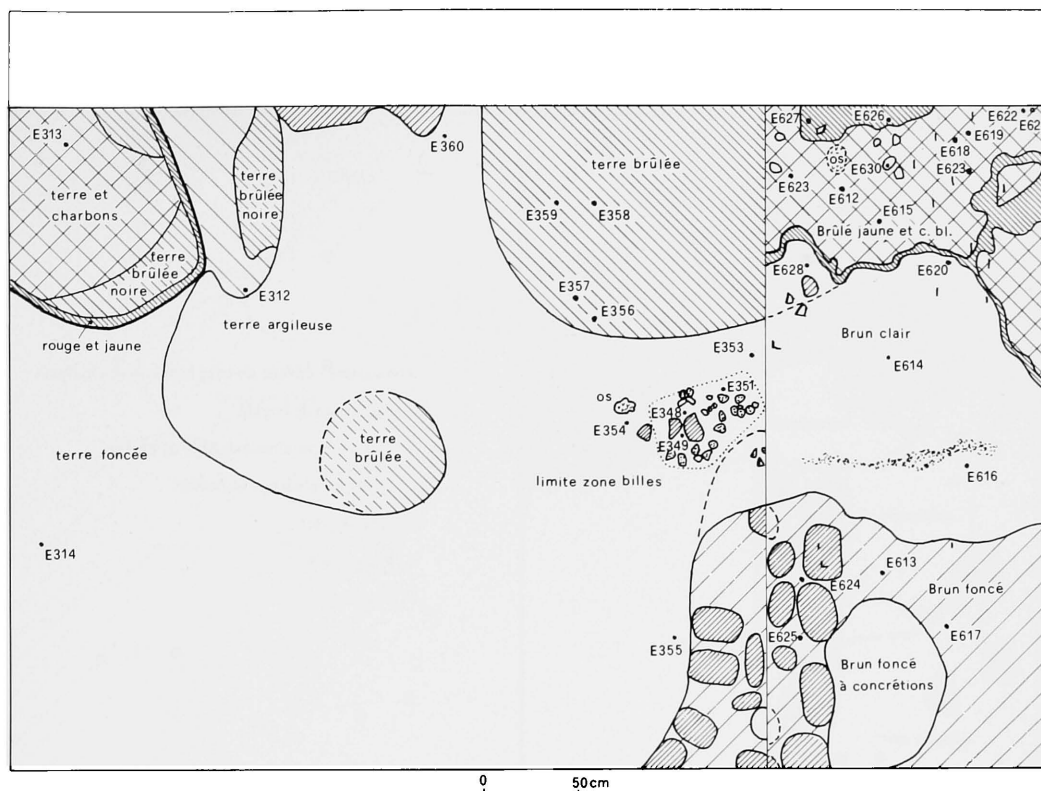 E313
terre et
charbons
terre
brûlée
noire
rouge et jaune
terre
brûlée
noire
E312
E360
terre argileuse
terre foncée
terre
brûlée
E314
terre brûlée
E359
E358
E357
E356
E353
os
E354
E351
E348
E349
limite zone billes
E355
E627
E626
E622
E619
E618
os
E630
E623
E623
E612
E615
Brûlé jaune et c. bl.
E628
E620
Brun clair
E614
E616
E613
E624
Brun foncé
E617
E625
Brun foncé
à concrétions
0
50cm